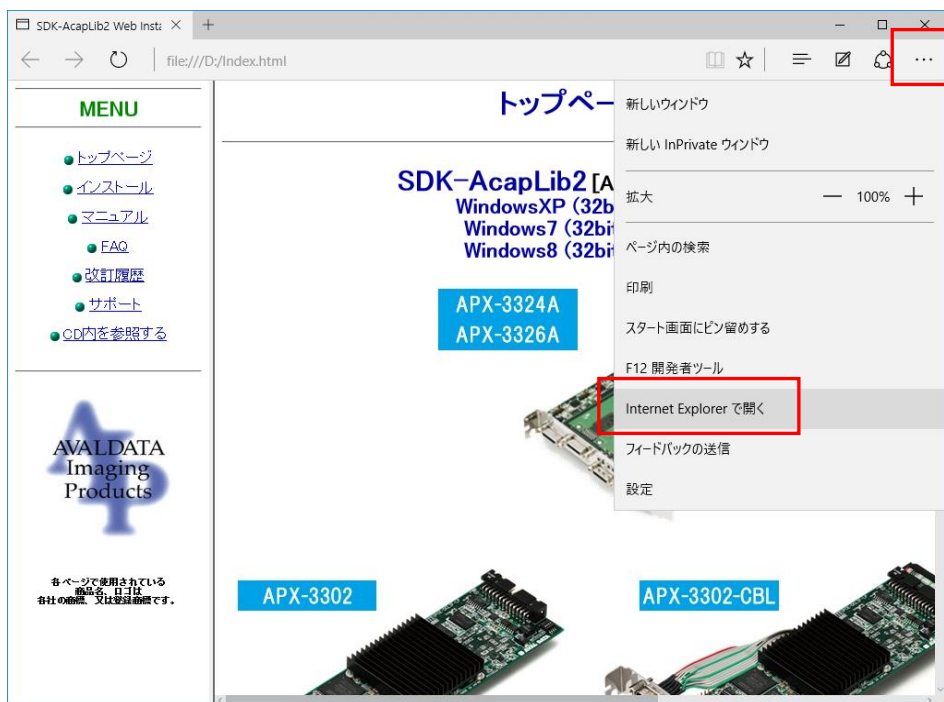 SDK-AcapLib2 Web Insta
file:///D:/Index.html
MENU
トップページ
インストール
マニュアル
FAQ
改訂履歴
サポート
CD内を参照する
AVALDATA
Imaging
Products
各ページで使用されている
商品名、ロゴは
各社の商標、又は登録商標です。
トップペー
SDK-AcapLib2 [A
WindowsXP (32b
Windows7 (32bit
Windows8 (32bit
APX-3324A
APX-3326A
APX-3302
APX-3302-CBL
新しいウィンドウ
新しい InPrivate ウィンドウ
拡大 100%
ページ内の検索
印刷
スタート画面にピン留めする
F12 開発者ツール
Internet Explorer で開く
フィードバックの送信
設定